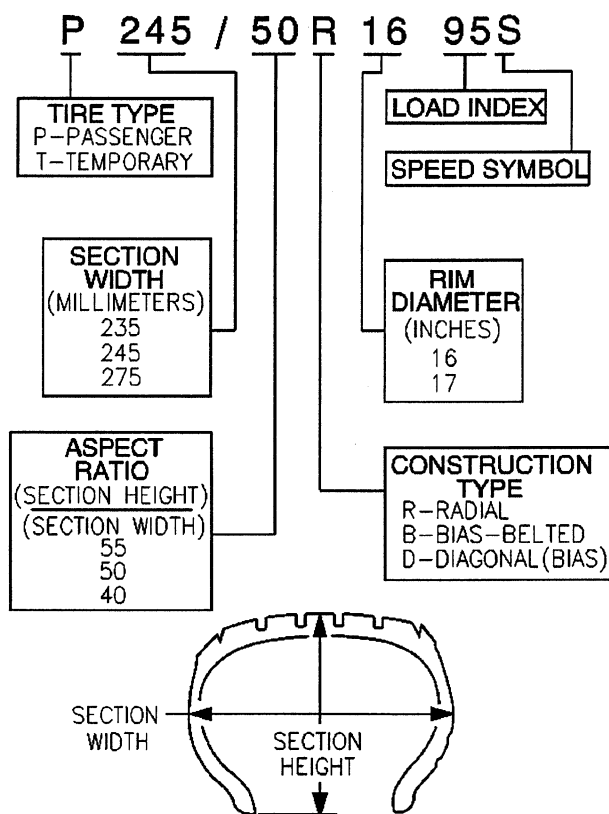 P 245 / 50 R 16 95S
TIRE TYPE
P-PASSENGER
T-TEMPORARY
LOAD INDEX
SPEED SYMBOL
SECTION
WIDTH
(MILLIMETERS)
235
245
275
RIM
DIAMETER
(INCHES)
16
17
ASPECT
RATIO
(SECTION HEIGHT)
(SECTION WIDTH)
55
50
40
CONSTRUCTION
TYPE
R-RADIAL
B-BIAS-BELTED
D-DIAGONAL(BIAS)
SECTION
WIDTH
SECTION
HEIGHT